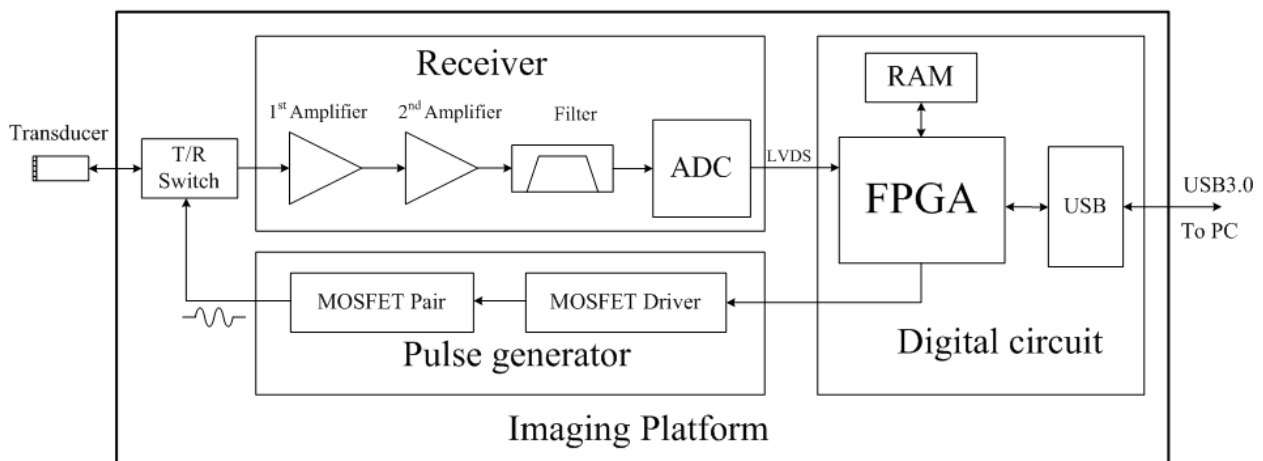 Receiver
RAM
1st Amplifier
2nd Amplifier
Filter
Transducer
T/R
Switch
ADC
LVDS
FPGA
USB
USB3.0
To PC
MOSFET Pair
MOSFET Driver
Pulse generator
Digital circuit
Imaging Platform